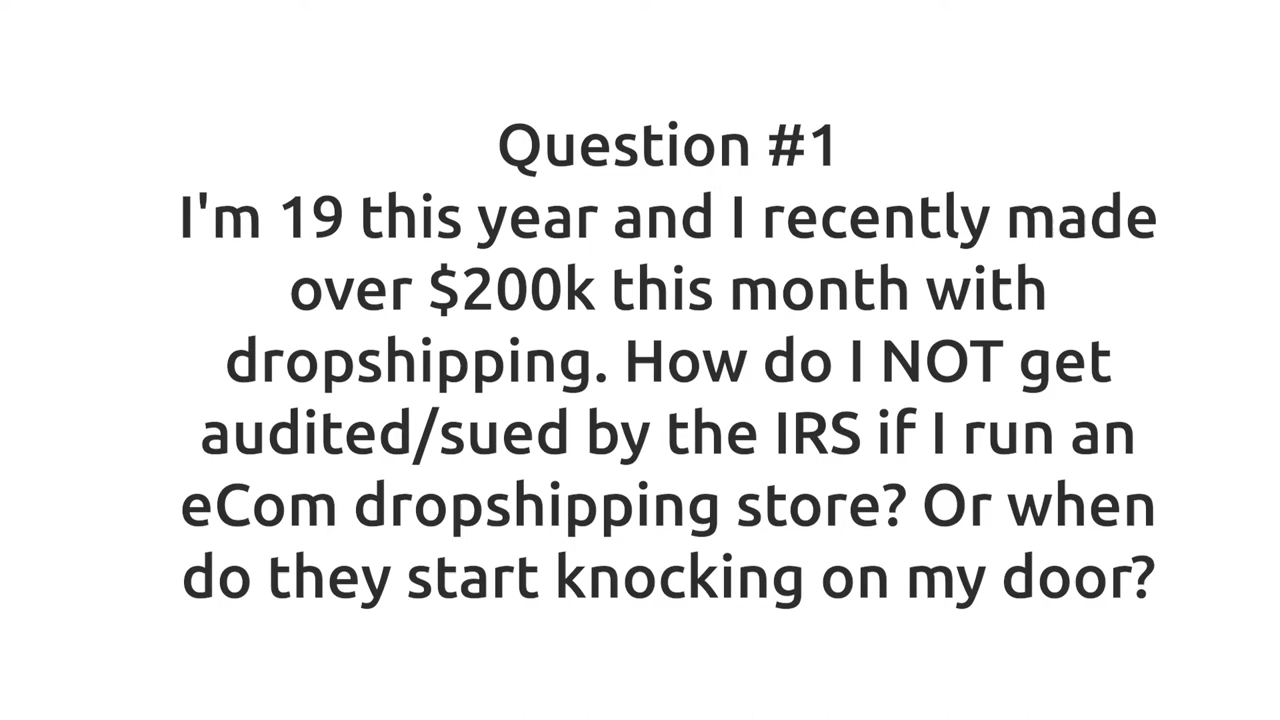 Question #1
I'm 19 this year and I recently made
over $200k this month with
dropshipping. How do I NOT get
audited/sued by the IRS if I run an
eCom dropshipping store? Or when
do they start knocking on my door?